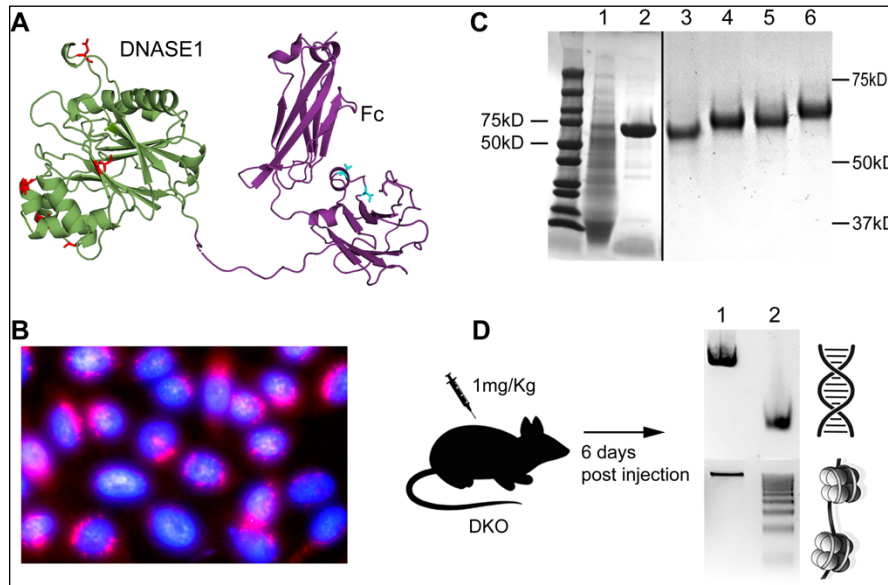 A
DNASE1
Fc
B
C
1 2 3 4 5 6
75kD
50kD
75kD
50kD
37kD
D
1mg/Kg
6 days
post injection
DKO
1 2